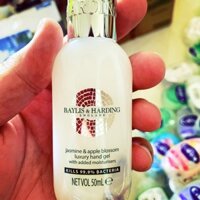 BAYLIS & HARDING
ENGLAND
jasmine & apple blossom
luxury hand gel
with added moisturisers
KILLS 99.9% BACTERIA
NET VOL 50mL e